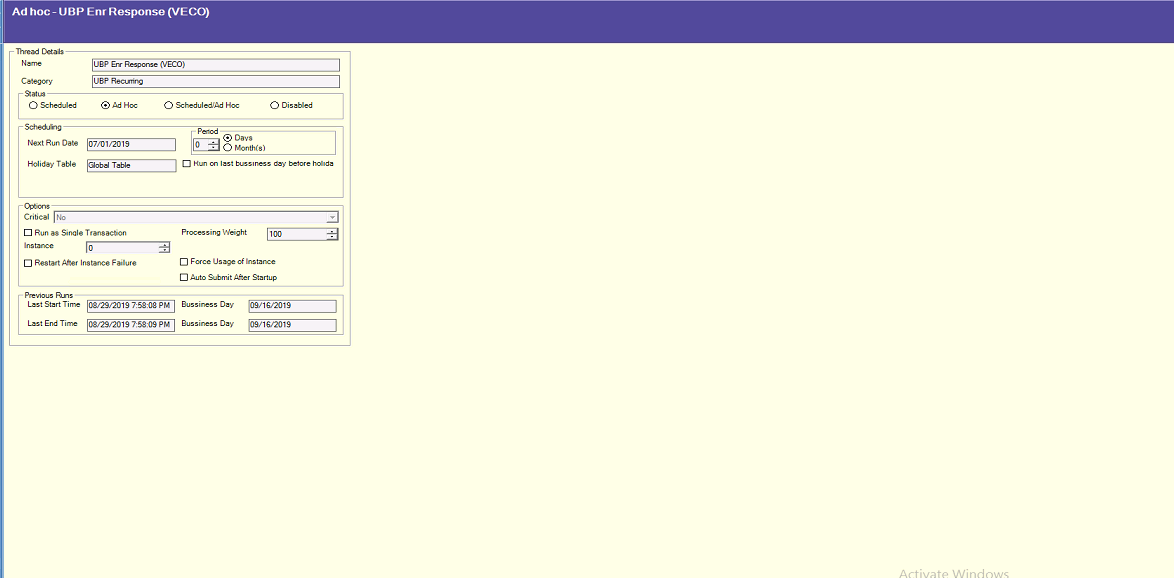 Ad hoc - UBP Enr Response (VECO)
Thread Details
Name UBP Enr Response (VECO)
Category UBP Recurring
Status
Scheduled Ad Hoc Scheduled/Ad Hoc Disabled
Scheduling
Period
Next Run Date 07/01/2019 0 Days
Month(s)
Holiday Table Global Table Run on last bussiness day before holida
Options
Critical No
Run as Single Transaction Processing Weight 100
Instance 0
Restart After Instance Failure Force Usage of Instance
Auto Submit After Startup
Previous Runs
Last Start Time 08/29/2019 7:58:08 PM Bussiness Day 09/16/2019
Last End Time 08/29/2019 7:58:09 PM Bussiness Day 09/16/2019
Activate Windows